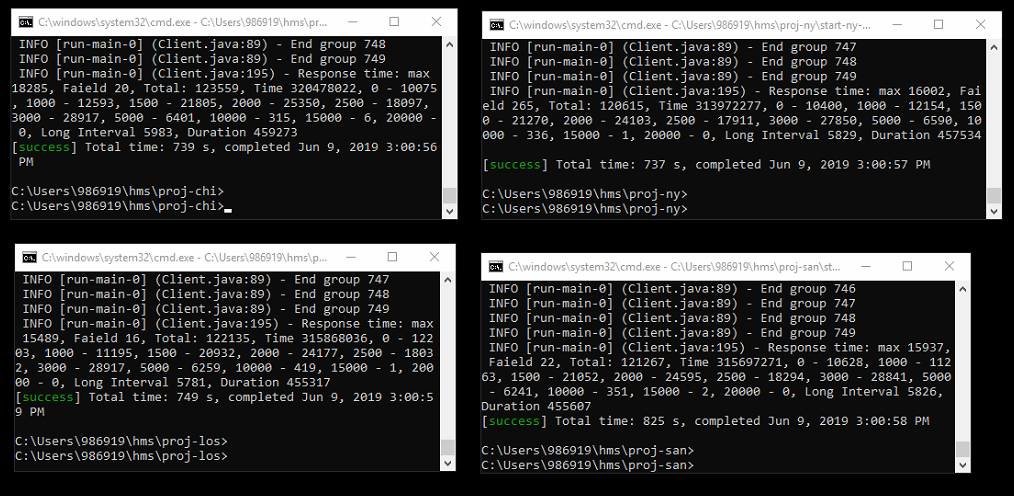 C:\windows\system32\cmd.exe - C:\Users\986919\hms\pr...
INFO [run-main-0] (Client.java:89) - End group 748
INFO [run-main-0] (Client.java:89) - End group 749
INFO [run-main-0] (Client.java:195) - Response time: max
18285, Faield 20, Total: 123559, Time 320478022, 0 - 10075
, 1000 - 12593, 1500 - 21805, 2000 - 25350, 2500 - 18097,
3000 - 28917, 5000 - 6401, 10000 - 315, 15000 - 6, 20000 -
0, Long Interval 5983, Duration 459273
[success] Total time: 739 s, completed Jun 9, 2019 3:00:56
PM
C:\Users\986919\hms\proj-chi>
C:\Users\986919\hms\proj-chi>
C:\windows\system32\cmd.exe - C:\Users\986919\hms\proj-ny\start-ny-...
INFO [run-main-0] (Client.java:89) - End group 747
INFO [run-main-0] (Client.java:89) - End group 748
INFO [run-main-0] (Client.java:89) - End group 749
INFO [run-main-0] (Client.java:195) - Response time: max 16002, Fai
eld 265, Total: 120615, Time 313972277, 0 - 10400, 1000 - 12154, 150
0 - 21270, 2000 - 24103, 2500 - 17911, 3000 - 27850, 5000 - 6590, 10
000 - 336, 15000 - 1, 20000 - 0, Long Interval 5829, Duration 457534
[success] Total time: 737 s, completed Jun 9, 2019 3:00:57 PM
C:\Users\986919\hms\proj-ny>
C:\Users\986919\hms\proj-ny>
C:\windows\system32\cmd.exe - C:\Users\986919\hms\p...
INFO [run-main-0] (Client.java:89) - End group 747
INFO [run-main-0] (Client.java:89) - End group 748
INFO [run-main-0] (Client.java:89) - End group 749
INFO [run-main-0] (Client.java:195) - Response time: max
15489, Faield 16, Total: 122135, Time 315868036, 0 - 122
03, 1000 - 11195, 1500 - 20932, 2000 - 24177, 2500 - 1803
2, 3000 - 28917, 5000 - 6259, 10000 - 419, 15000 - 1, 200
00 - 0, Long Interval 5781, Duration 455317
[success] Total time: 749 s, completed Jun 9, 2019 3:00:5
9 PM
C:\Users\986919\hms\proj-los>
C:\Users\986919\hms\proj-los>
C:\windows\system32\cmd.exe - C:\Users\986919\hms\proj-san\st...
INFO [run-main-0] (Client.java:89) - End group 746
INFO [run-main-0] (Client.java:89) - End group 747
INFO [run-main-0] (Client.java:89) - End group 748
INFO [run-main-0] (Client.java:89) - End group 749
INFO [run-main-0] (Client.java:195) - Response time: max 15937,
Faield 22, Total: 121267, Time 315697271, 0 - 10628, 1000 - 112
63, 1500 - 21052, 2000 - 24595, 2500 - 18294, 3000 - 28841, 5000
- 6241, 10000 - 351, 15000 - 2, 20000 - 0, Long Interval 5826,
Duration 455607
[success] Total time: 825 s, completed Jun 9, 2019 3:00:58 PM
C:\Users\986919\hms\proj-san>
C:\Users\986919\hms\proj-san>